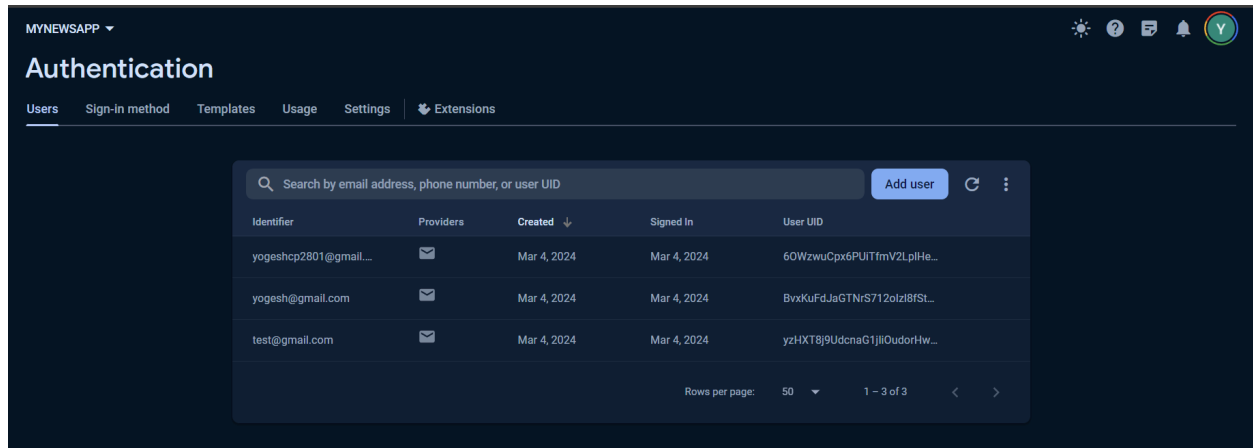 MYNEWSAPP
Y
Authentication
Users Sign-in method Templates Usage Settings Extensions
Search by email address, phone number, or user UID Add user
Identifier Providers Created Signed In User UID
yogeshcp2801@gmail.... Mar 4, 2024 Mar 4, 2024 6OWzwuCpx6PUiTfmV2LplHe...
yogesh@gmail.com Mar 4, 2024 Mar 4, 2024 BvxKuFdJaGTNrS712olzl8fSt...
test@gmail.com Mar 4, 2024 Mar 4, 2024 yzHXT8j9UdcnaG1jliOudorHw...
Rows per page: 50 1 – 3 of 3